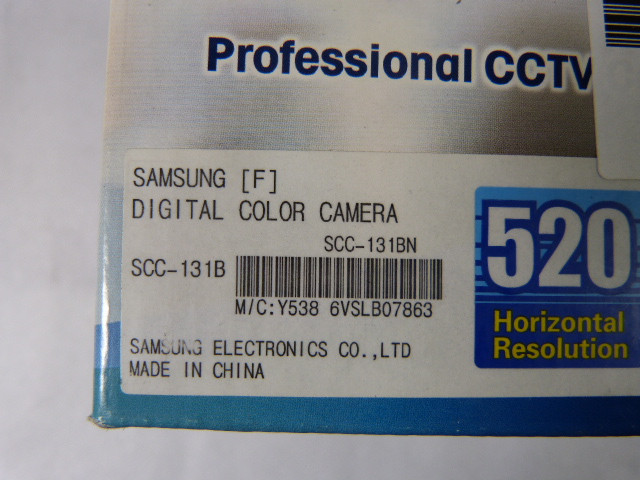 Professional CCTV
SAMSUNG [F]
DIGITAL COLOR CAMERA
SCC-131BN
SCC-131B
M/C:Y538 6VSLB07863
SAMSUNG ELECTRONICS CO.,LTD
MADE IN CHINA
520
Horizontal
Resolution